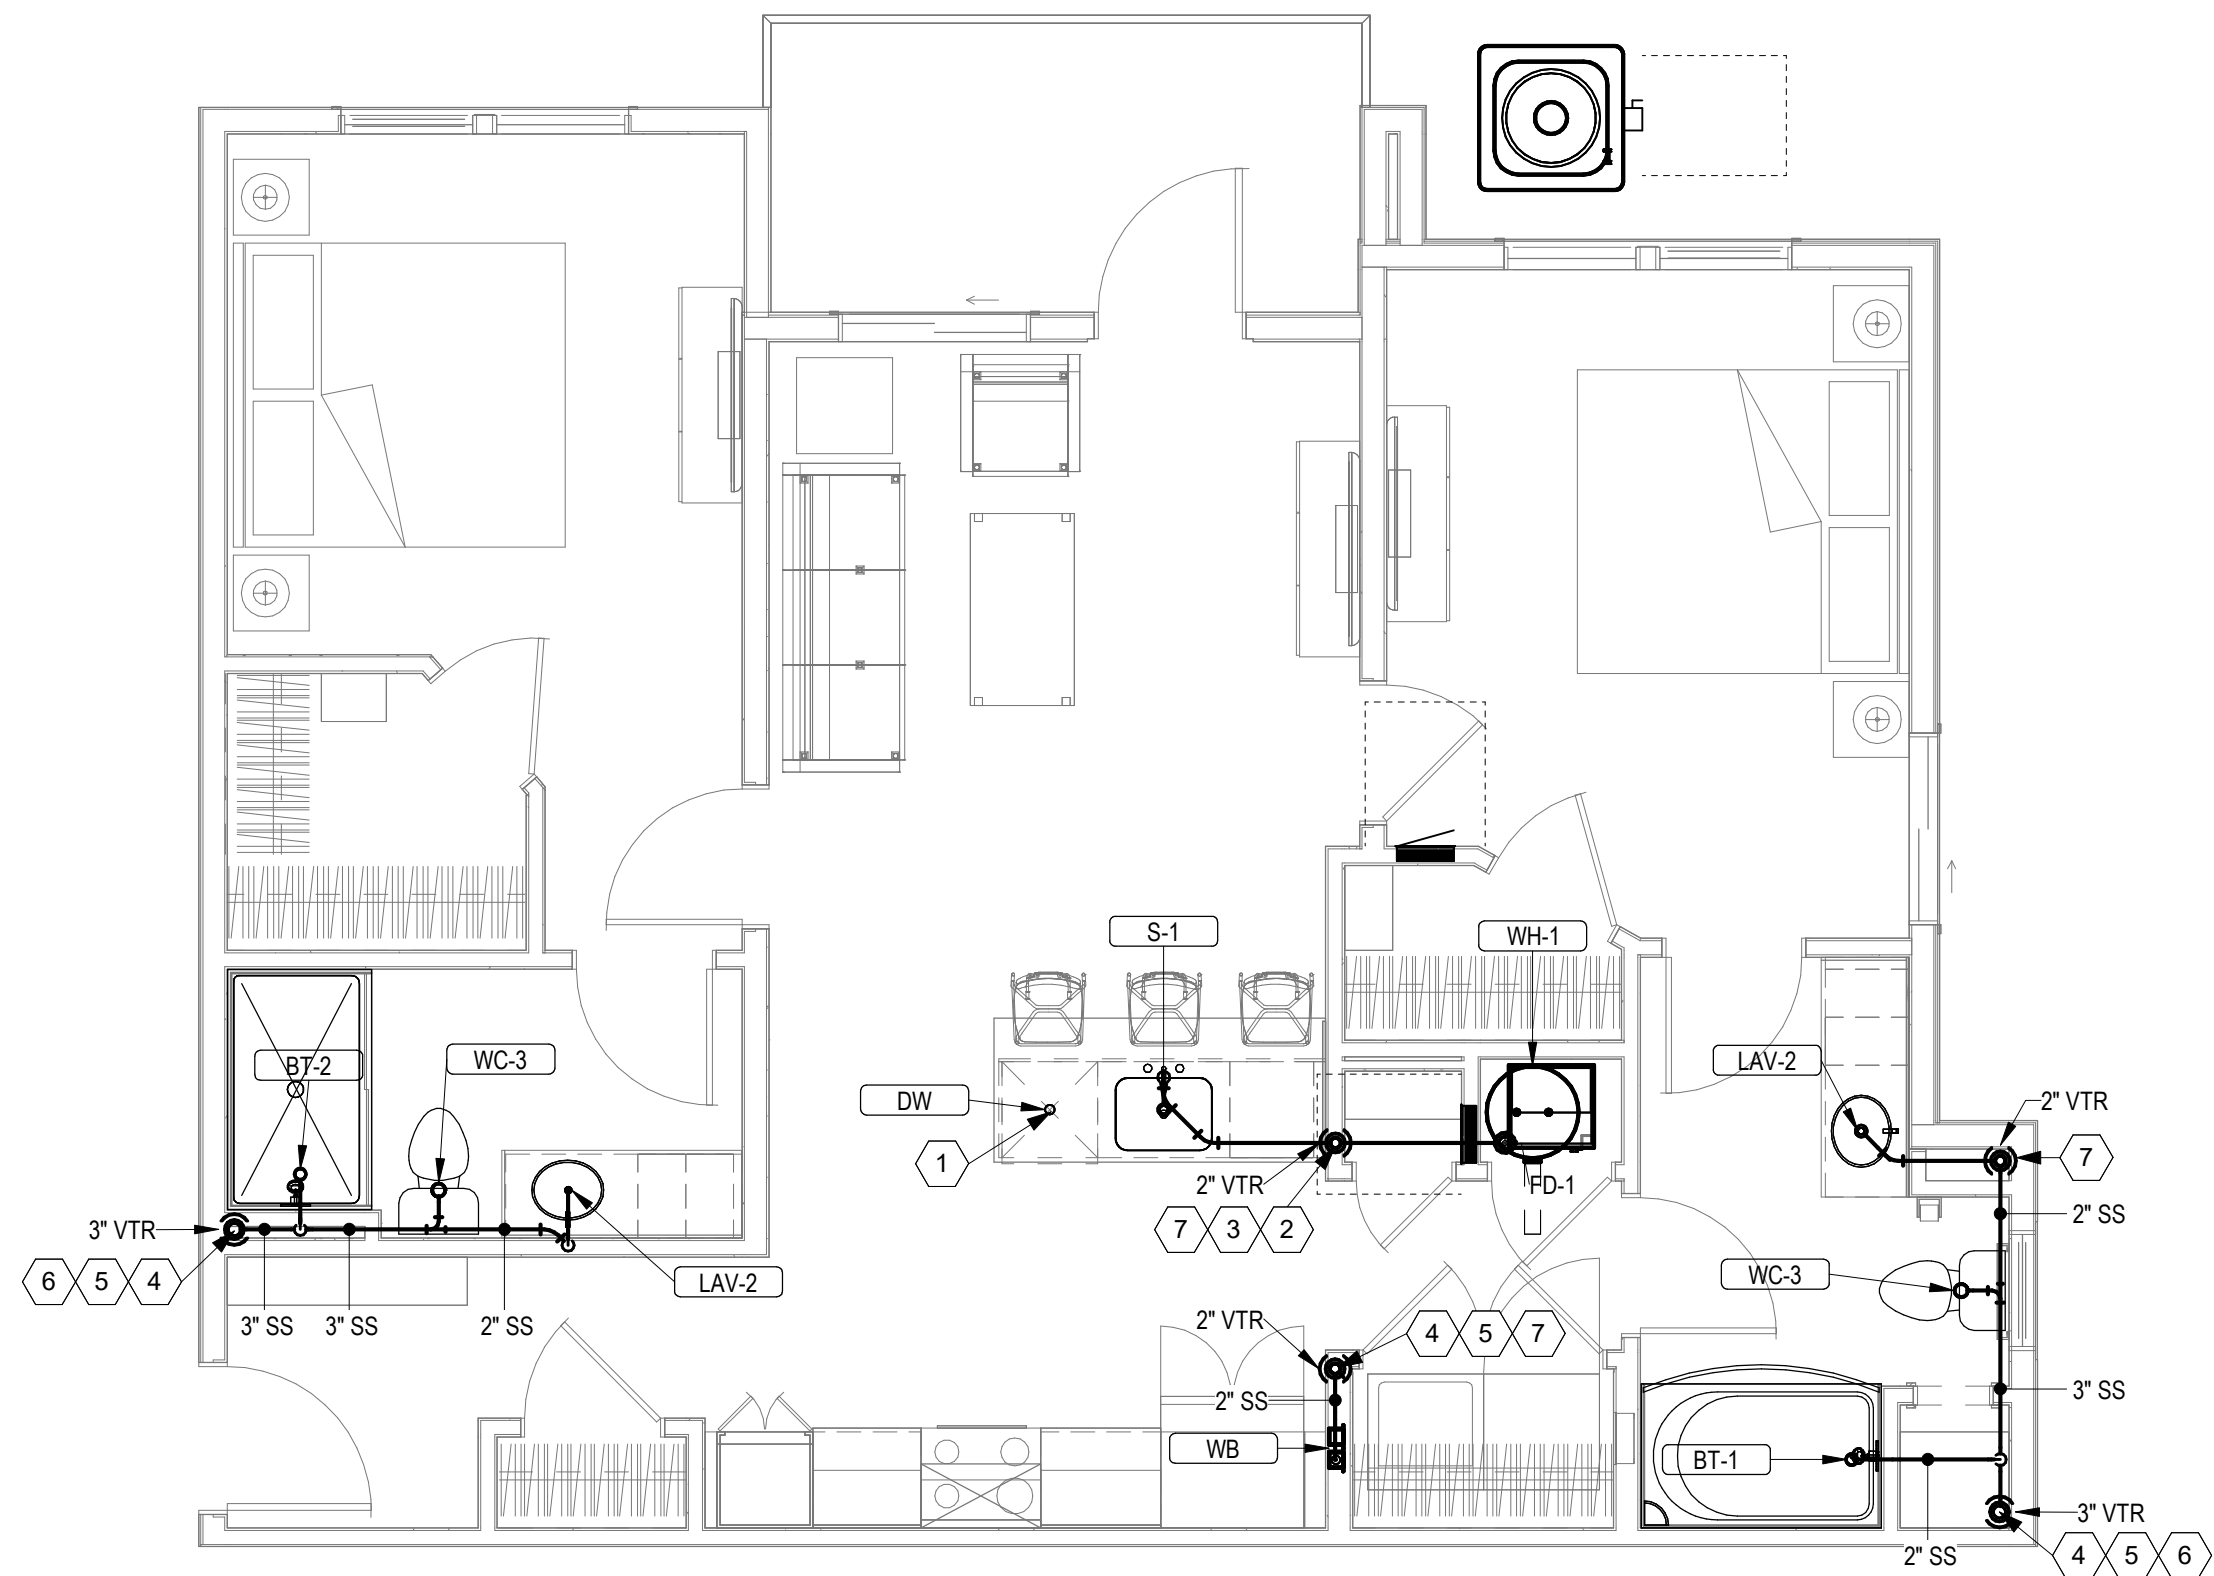 S-1
WH-1
BT-2
WC-3
LAV-2
DW
2" VTR
1
7
2" VTR
FD-1
3" VTR
7 3 2
2" SS
6 5 4
LAV-2
WC-3
3" SS
3" SS
2" SS
2" VTR
4 5 7
2" SS
3" SS
WB
BT-1
3" VTR
2" SS
4 5 6